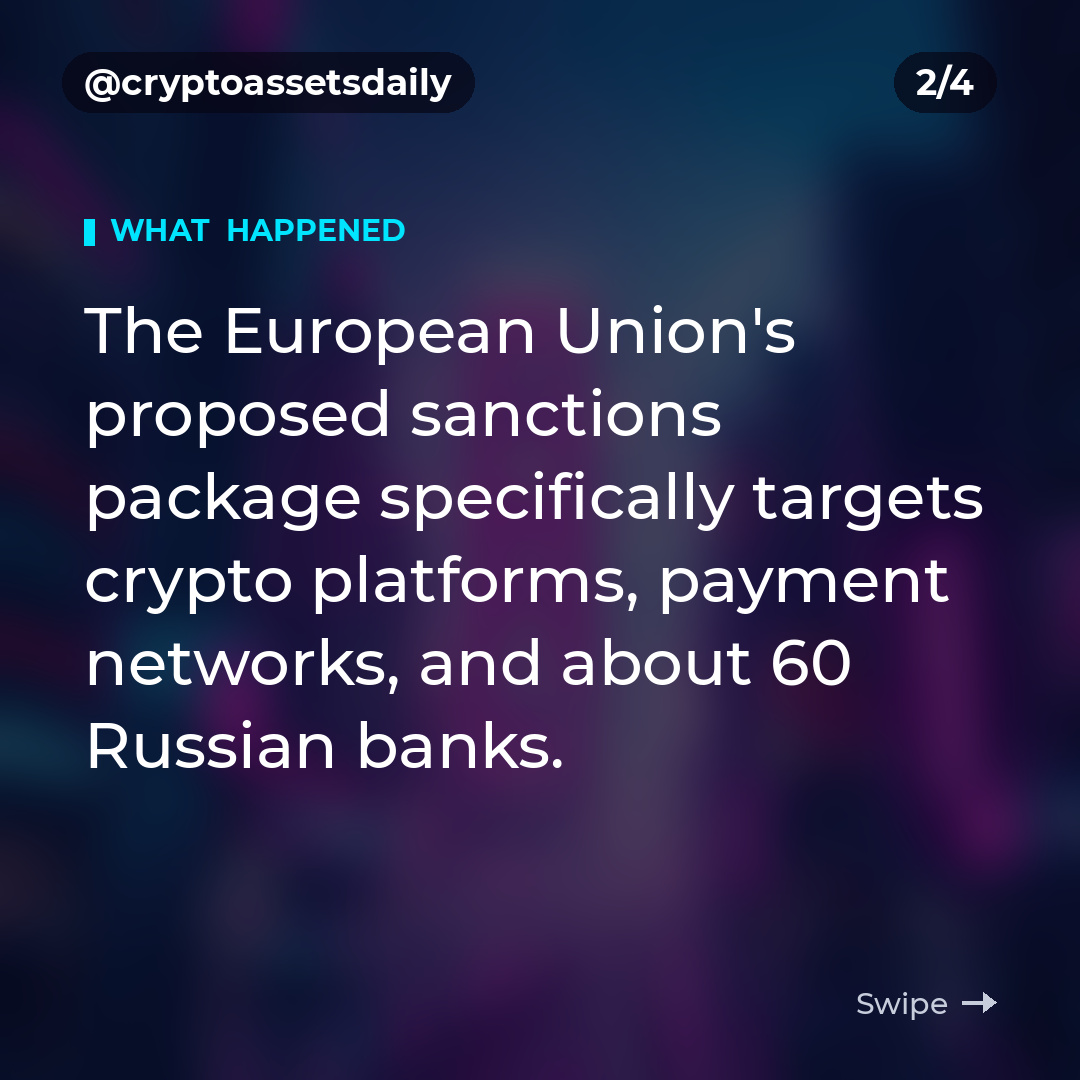 @cryptoassetsdaily
2/4
WHAT HAPPENED
The European Union's
proposed sanctions
package specifically targets
crypto platforms, payment
networks, and about 60
Russian banks.
Swipe →